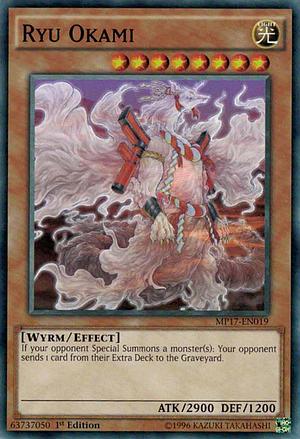 RYU OKAMI
LIGHT
光
MP17-EN019
[WYRM/EFFECT]
If your opponent Special Summons a monster(s): Your opponent
sends 1 card from their Extra Deck to the Graveyard.
ATK/2900 DEF/1200
63737050 1st Edition ©1996 KAZUKI TAKAHASHI